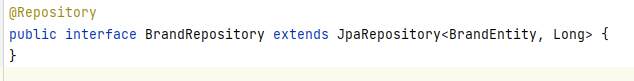 @Repository
public interface BrandRepository extends JpaRepository<BrandEntity, Long> {
}